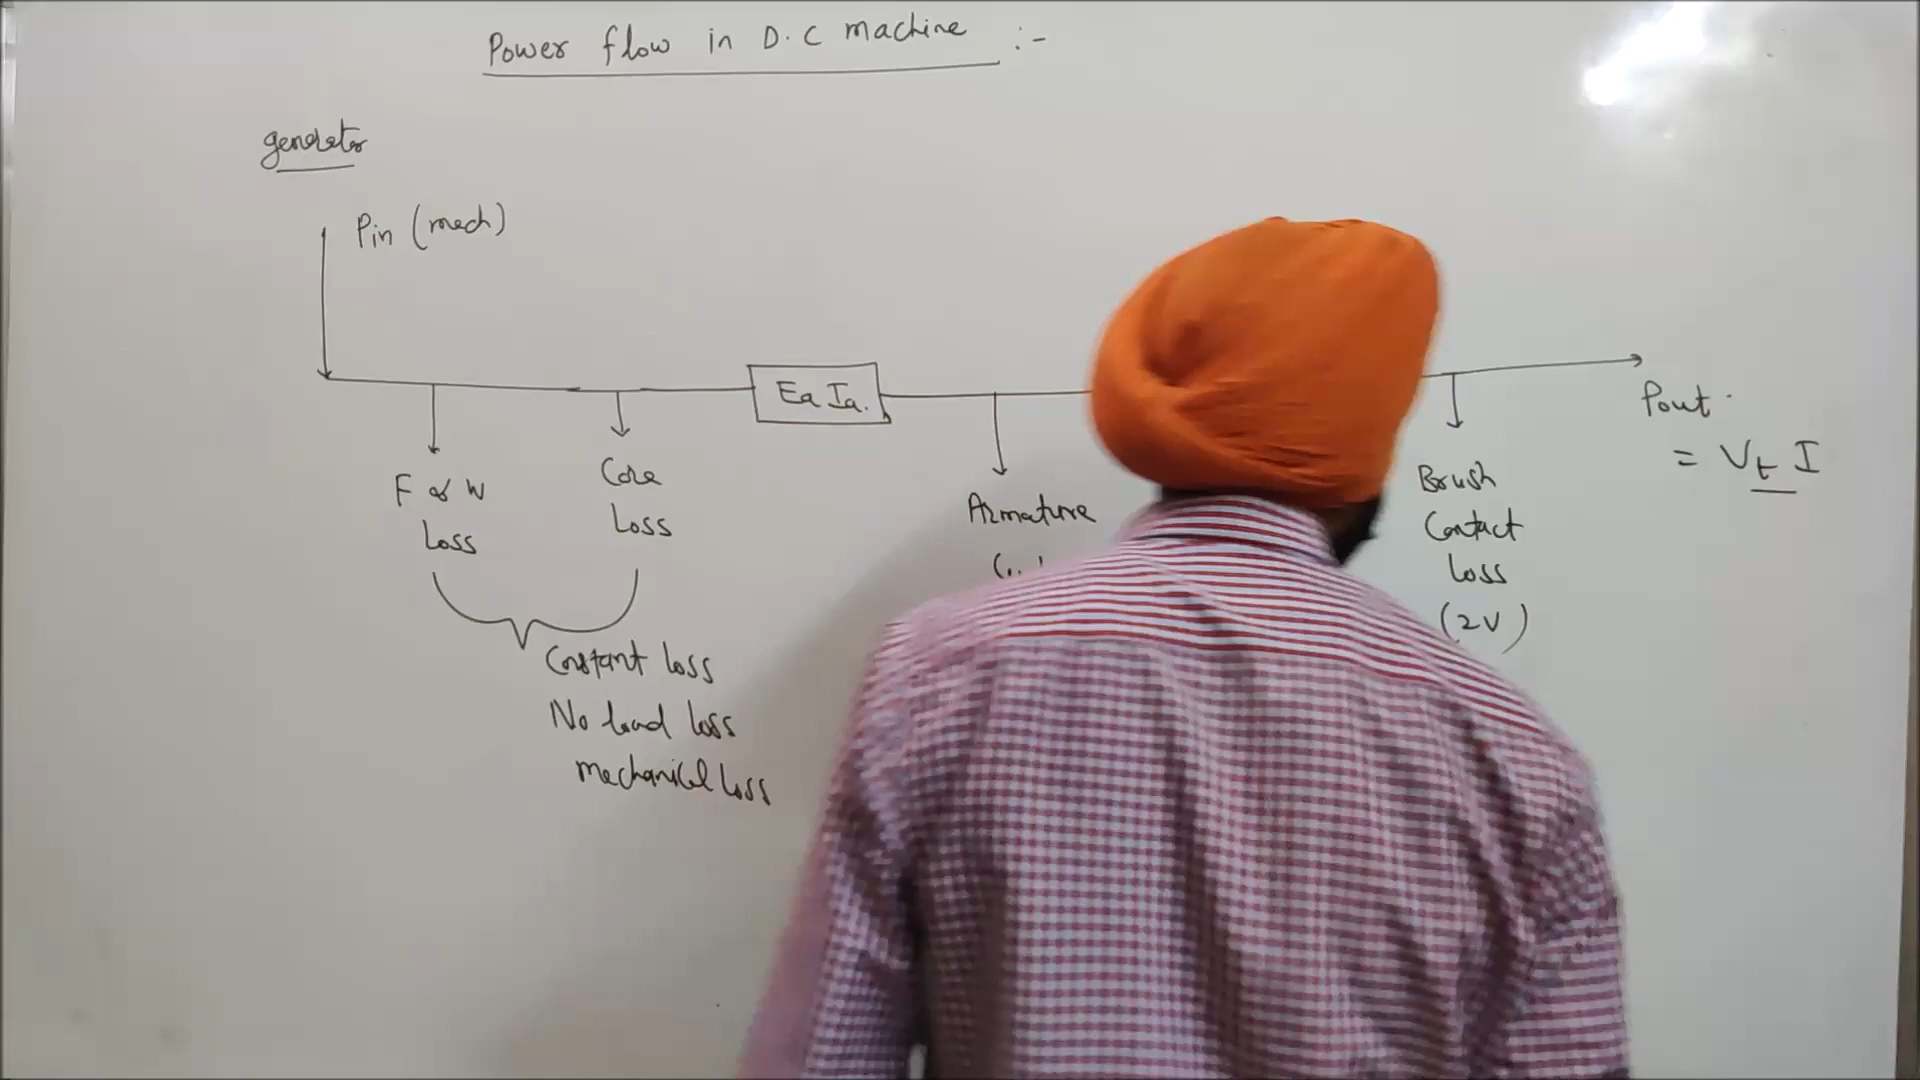 Power flow in D.C machine :-
generator
Pin (mech)
Ea Ia.
Pout.
= Vt I
F & W
Loss
Core
Loss
Armature
Brush
Contact
Loss
(2V)
Constant loss
No load loss
mechanical loss